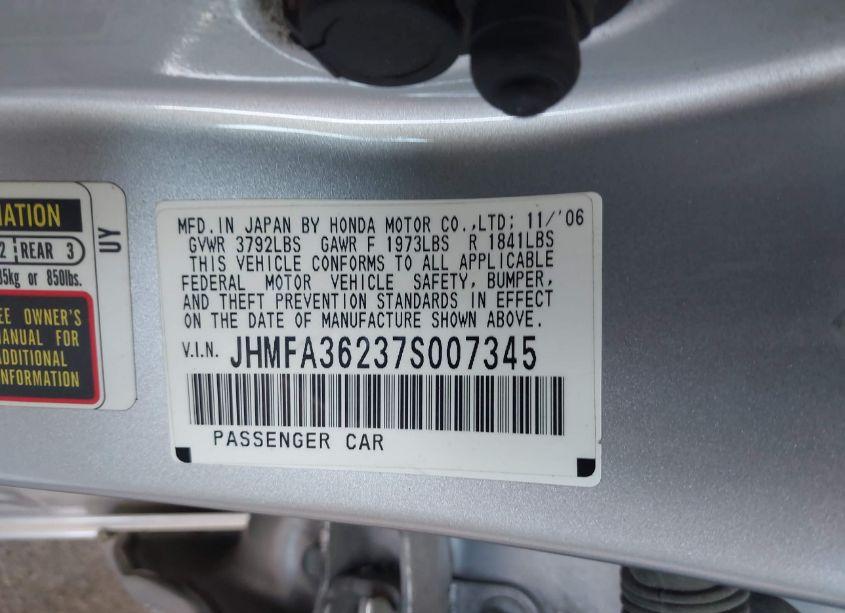 MATION
2 REAR 3
35kg or 850lbs.
EE OWNER'S
MANUAL FOR
ADDITIONAL
INFORMATION
UY
MFD. IN JAPAN BY HONDA MOTOR CO.,LTD; 11/'06
GVWR 3792LBS GAWR F 1973LBS R 1841LBS
THIS VEHICLE CONFORMS TO ALL APPLICABLE
FEDERAL MOTOR VEHICLE SAFETY, BUMPER,
AND THEFT PREVENTION STANDARDS IN EFFECT
ON THE DATE OF MANUFACTURE SHOWN ABOVE.
V.I.N. JHMFA36237S007345
PASSENGER CAR